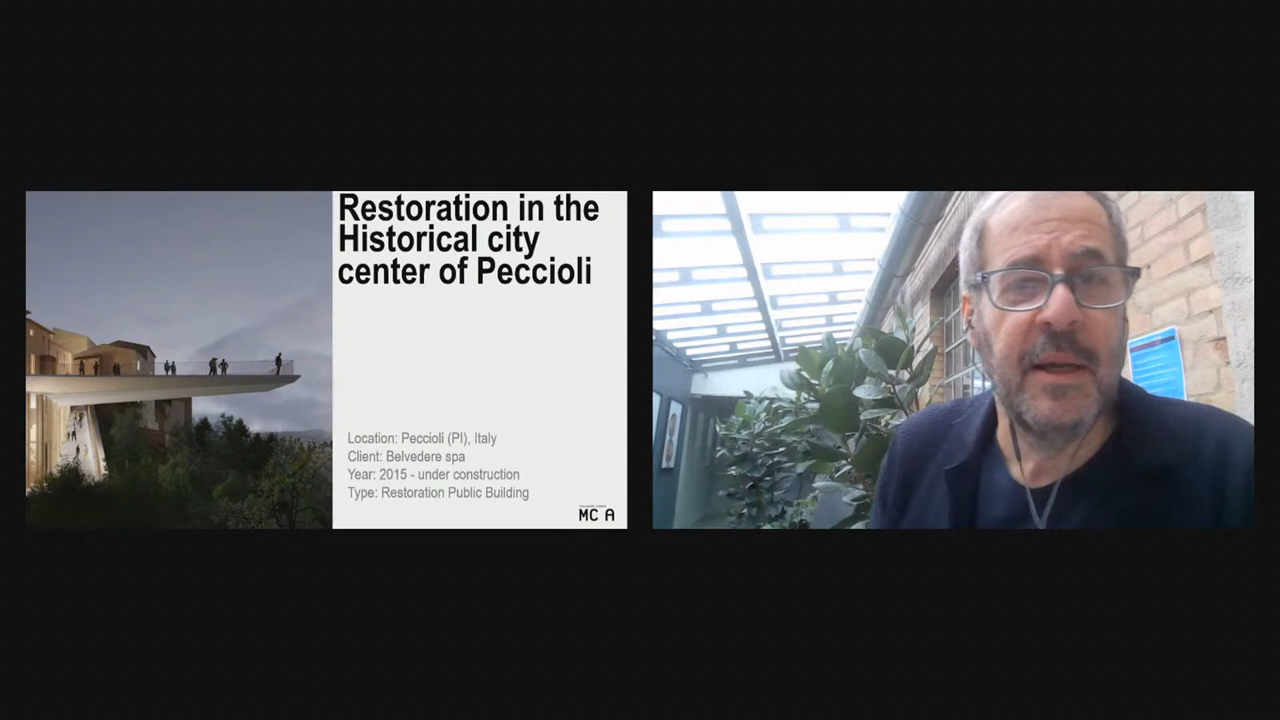 Restoration in the
Historical city
center of Peccioli
Location: Peccioli (PI), Italy
Client: Belvedere spa
Year: 2015 - under construction
Type: Restoration Public Building
MC A